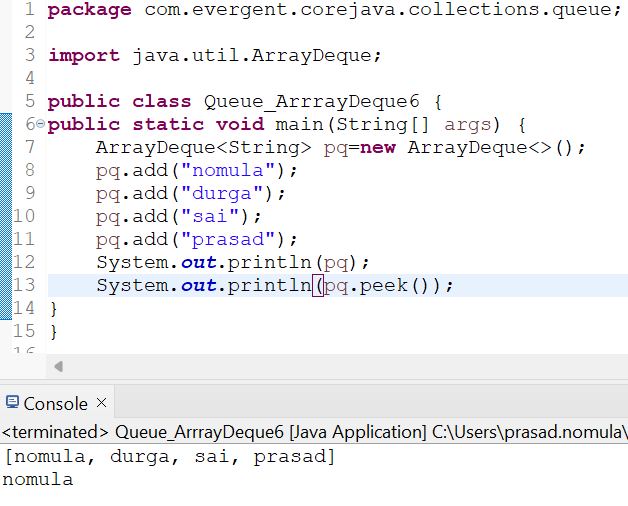 1 package com.evergent.corejava.collections.queue;
2
3 import java.util.ArrayDeque;
4
5 public class Queue_ArrrayDeque6 {
6 public static void main(String[] args) {
7 ArrayDeque<String> pq=new ArrayDeque<>();
8 pq.add("nomula");
9 pq.add("durga");
10 pq.add("sai");
11 pq.add("prasad");
12 System.out.println(pq);
13 System.out.println(pq.peek());
14 }
15 }
16
Console ×
<terminated> Queue_ArrrayDeque6 [Java Application] C:\Users\prasad.nomula\
[nomula, durga, sai, prasad]
nomula